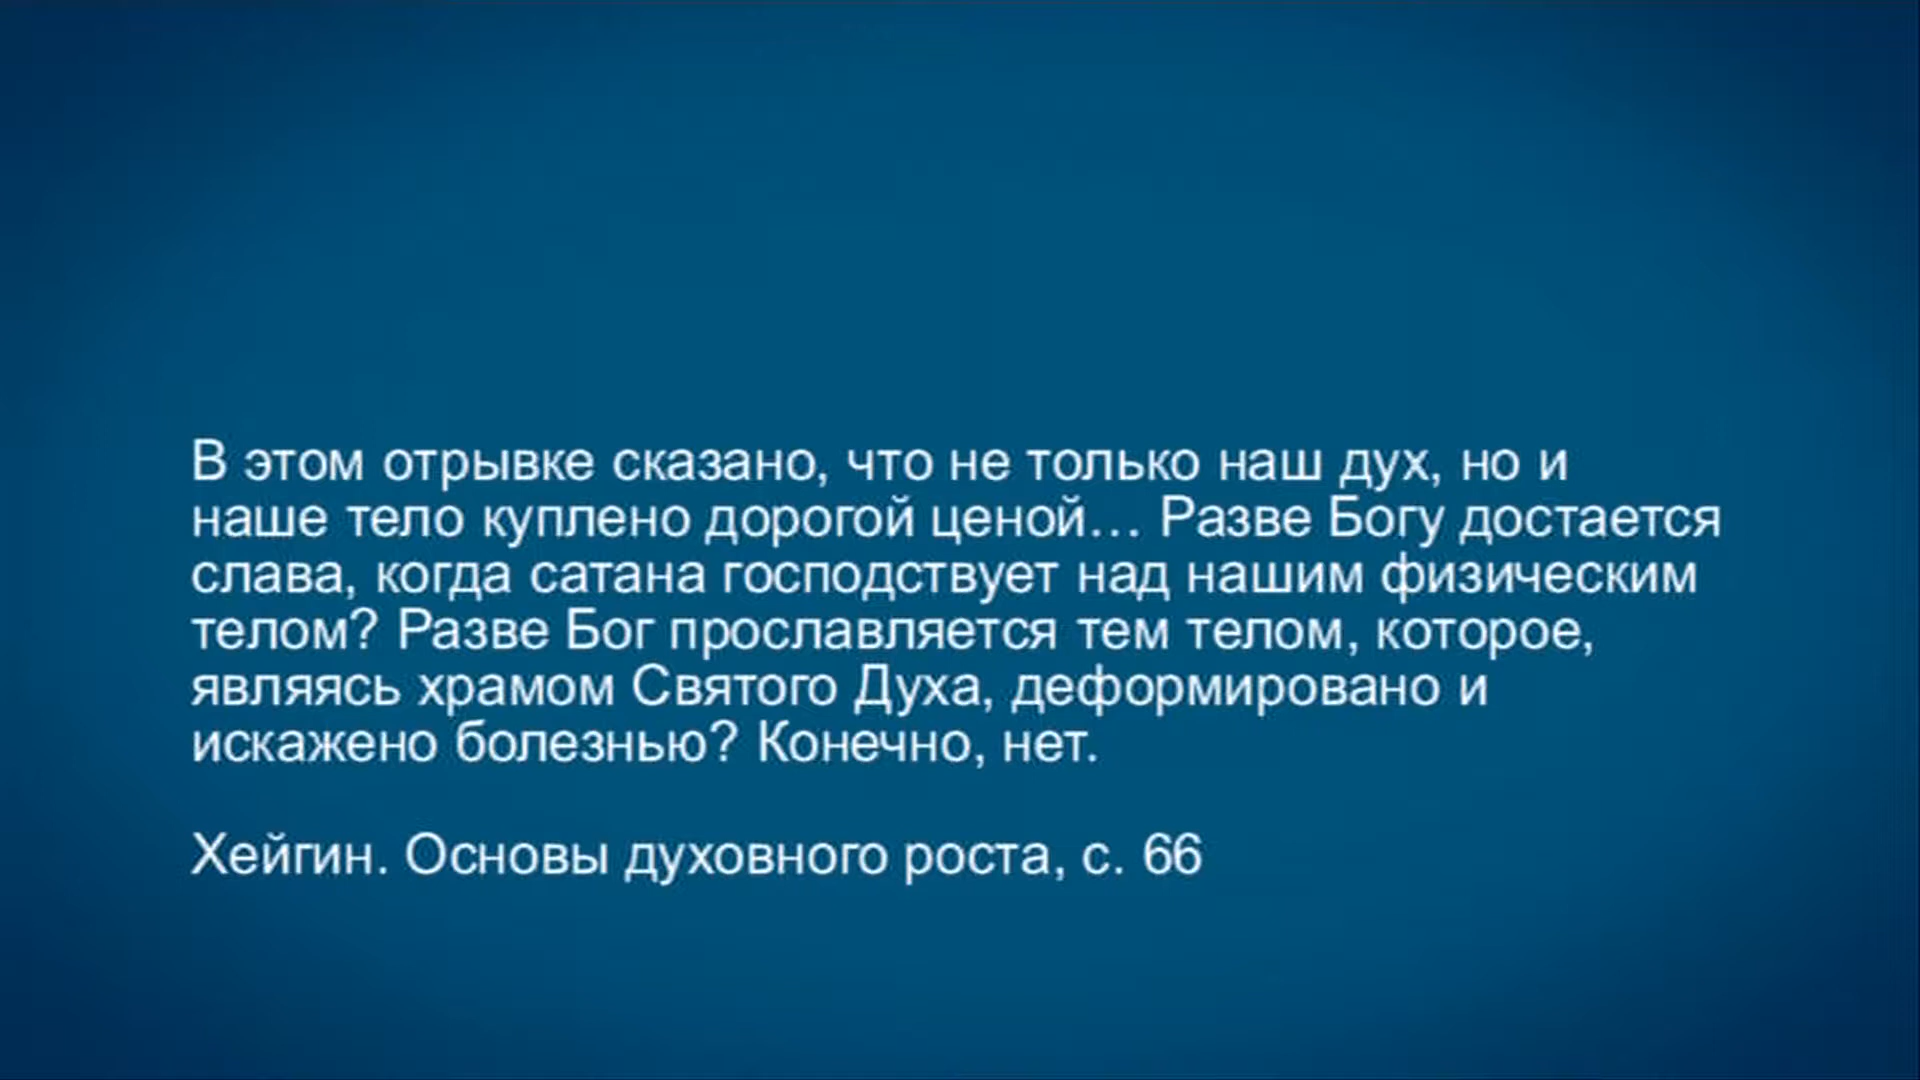 В этом отрывке сказано, что не только наш дух, но и
наше тело куплено дорогой ценой… Разве Богу достается
слава, когда сатана господствует над нашим физическим
телом? Разве Бог прославляется тем телом, которое,
являясь храмом Святого Духа, деформировано и
искажено болезнью? Конечно, нет.
Хейгин. Основы духовного роста, с. 66